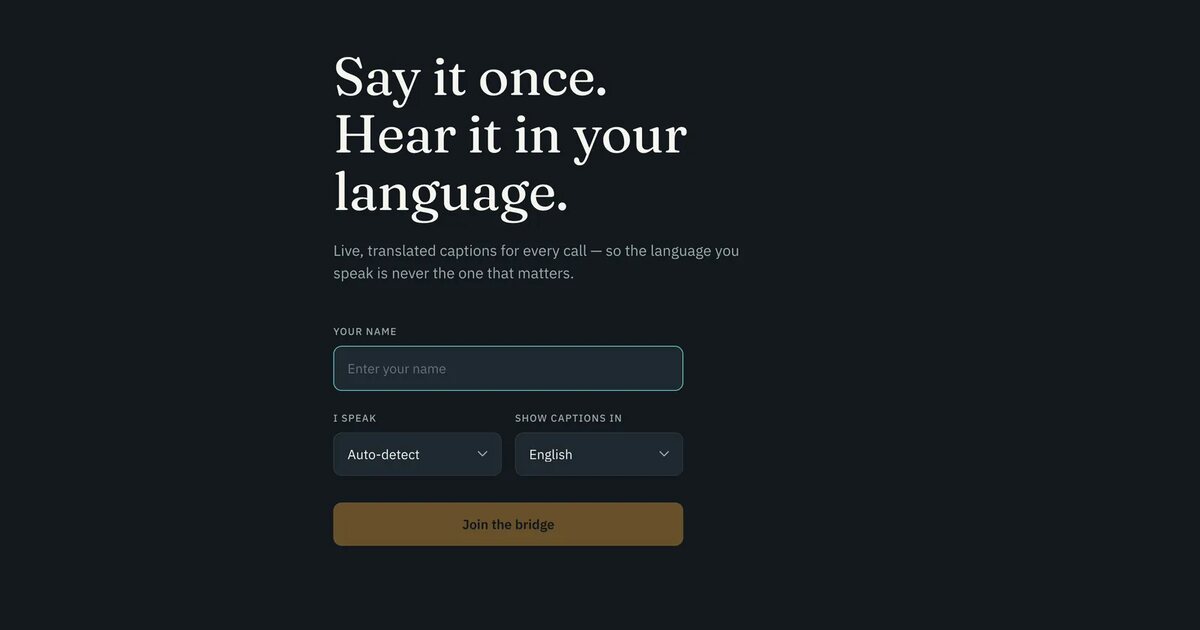 Say it once.
Hear it in your
language.
Live, translated captions for every call — so the language you
speak is never the one that matters.
YOUR NAME
Enter your name
I SPEAK
SHOW CAPTIONS IN
Auto-detect
English
Join the bridge